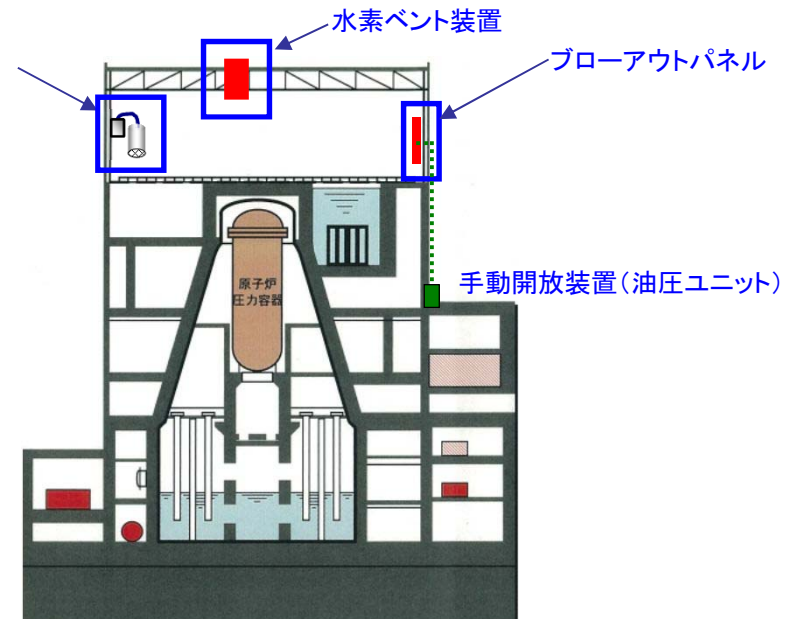 水素ベント装置
ブローアウトパネル
原子炉
圧力容器
手動開放装置(油圧ユニット)